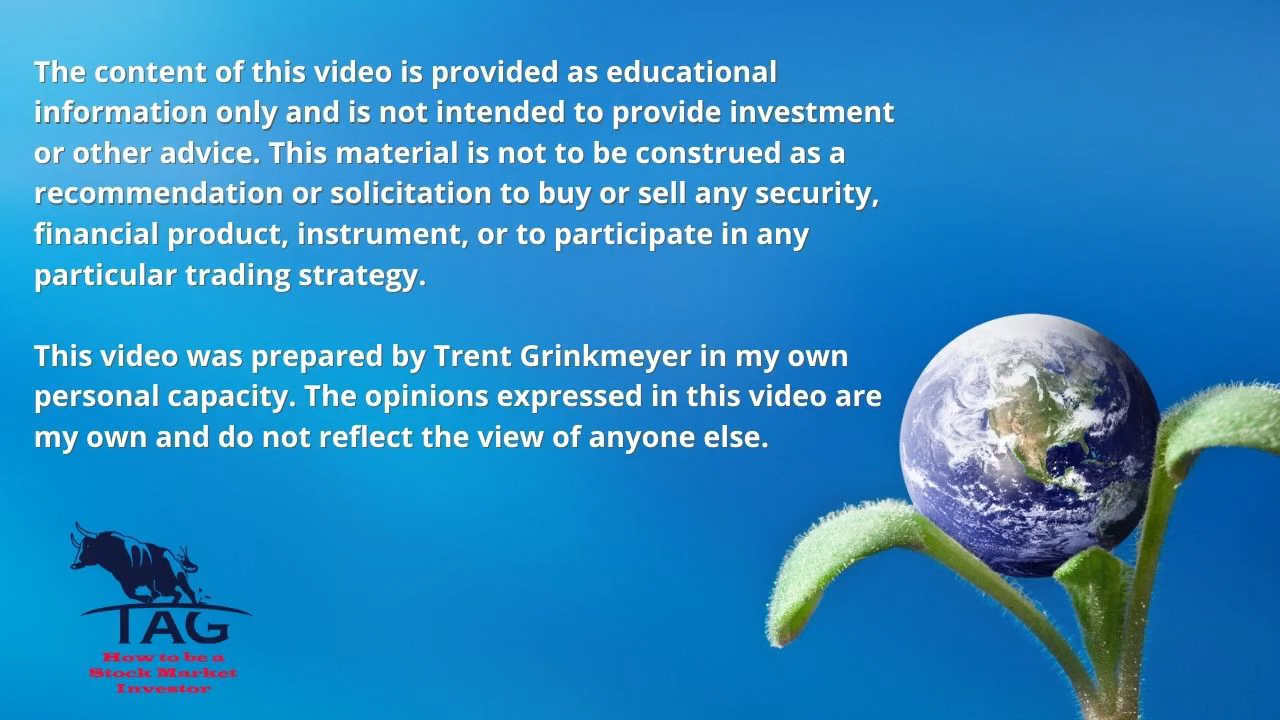 The content of this video is provided as educational
information only and is not intended to provide investment
or other advice. This material is not to be construed as a
recommendation or solicitation to buy or sell any security,
financial product, instrument, or to participate in any
particular trading strategy.
This video was prepared by Trent Grinkmeyer in my own
personal capacity. The opinions expressed in this video are
my own and do not reflect the view of anyone else.
TAG
How to be a
Stock Market
Investor